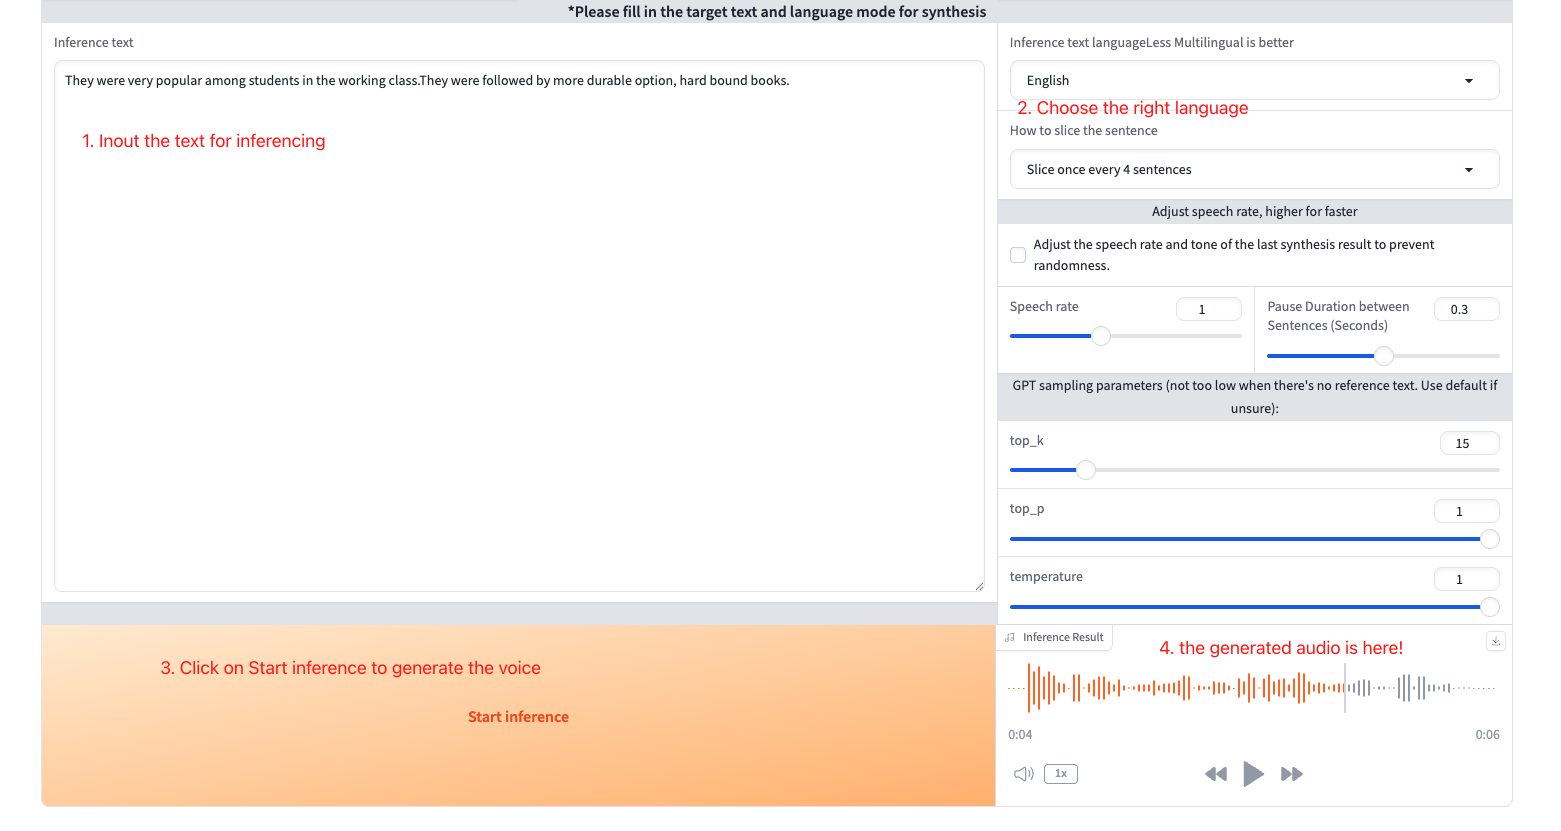 *Please fill in the target text and language mode for synthesis
Inference text
They were very popular among students in the working class.They were followed by more durable option, hard bound books.
1. Inout the text for inferencing
Inference text languageLess Multilingual is better
English
2. Choose the right language
How to slice the sentence
Slice once every 4 sentences
Adjust speech rate, higher for faster
Adjust the speech rate and tone of the last synthesis result to prevent
randomness.
Speech rate
1
Pause Duration between
Sentences (Seconds)
0.3
GPT sampling parameters (not too low when there's no reference text. Use default if
unsure):
top_k
15
top_p
1
temperature
1
3. Click on Start inference to generate the voice
Start inference
Inference Result
4. the generated audio is here!
0:04
0:06
1x